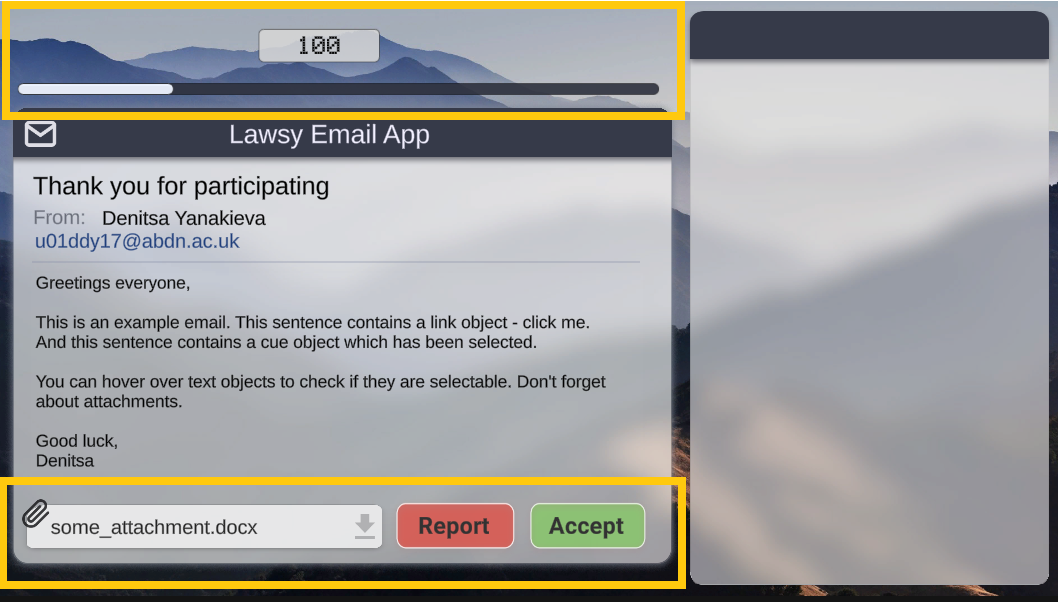 100
Lawsy Email App
Thank you for participating
From: Denitsa Yanakieva
u01ddy17@abdn.ac.uk
Greetings everyone,
This is an example email. This sentence contains a link object - click me.
And this sentence contains a cue object which has been selected.
You can hover over text objects to check if they are selectable. Don't forget
about attachments.
Good luck,
Denitsa
some_attachment.docx
Report
Accept